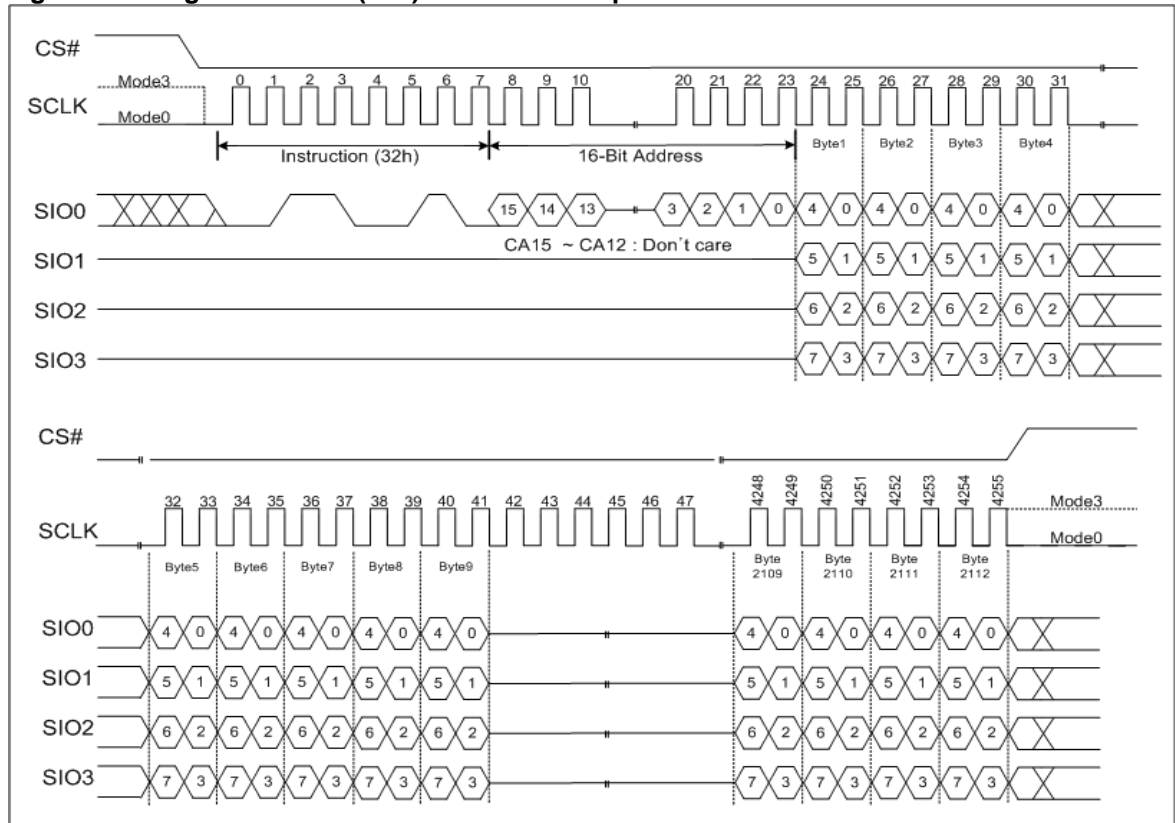 CS#
Mode3
SCLK
Mode0
0 1 2 3 4 5 6 7 8 9 10 20 21 22 23 24 25 26 27 28 29 30 31
Instruction (32h)
16-Bit Address
Byte1 Byte2 Byte3 Byte4
SIO0
15 14 13 3 2 1 0 4 0 4 0 4 0 4 0
CA15 ~ CA12 : Don't care
SIO1
5 1 5 1 5 1 5 1
SIO2
6 2 6 2 6 2 6 2
SIO3
7 3 7 3 7 3 7 3
CS#
32 33 34 35 36 37 38 39 40 41 42 43 44 45 46 47 4248 4249 4250 4251 4252 4253 4254 4255
Mode3
SCLK
Mode0
Byte5 Byte6 Byte7 Byte8 Byte9
Byte 2109
Byte 2110
Byte 2111
Byte 2112
SIO0
4 0 4 0 4 0 4 0 4 0 4 0 4 0 4 0 4 0
SIO1
5 1 5 1 5 1 5 1 5 1 5 1 5 1 5 1 5 1
SIO2
6 2 6 2 6 2 6 2 6 2 6 2 6 2 6 2 6 2
SIO3
7 3 7 3 7 3 7 3 7 3 7 3 7 3 7 3 7 3